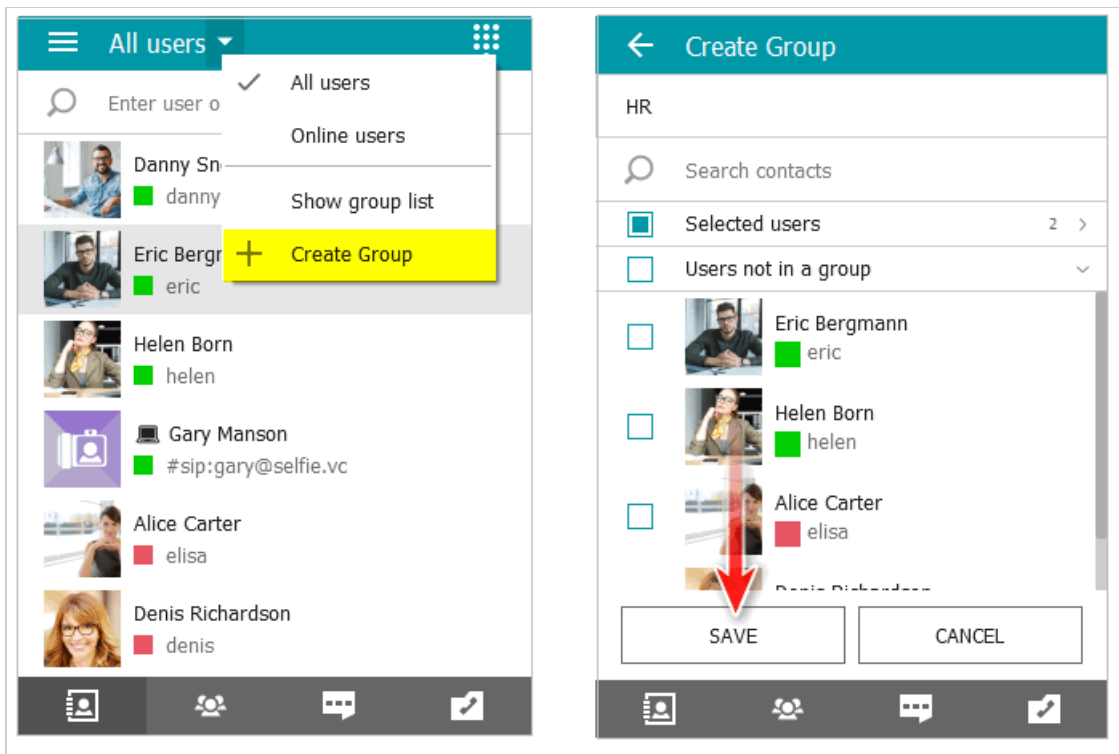 All users
All users
Enter user o
Online users
Danny Sn
danny
Show group list
Eric Bergr
Create Group
eric
Helen Born
helen
Gary Manson
#sip:gary@selfie.vc
Alice Carter
elisa
Denis Richardson
denis
Create Group
HR
Search contacts
Selected users 2
Users not in a group
Eric Bergmann
eric
Helen Born
helen
Alice Carter
elisa
Denis Richardson
SAVE CANCEL